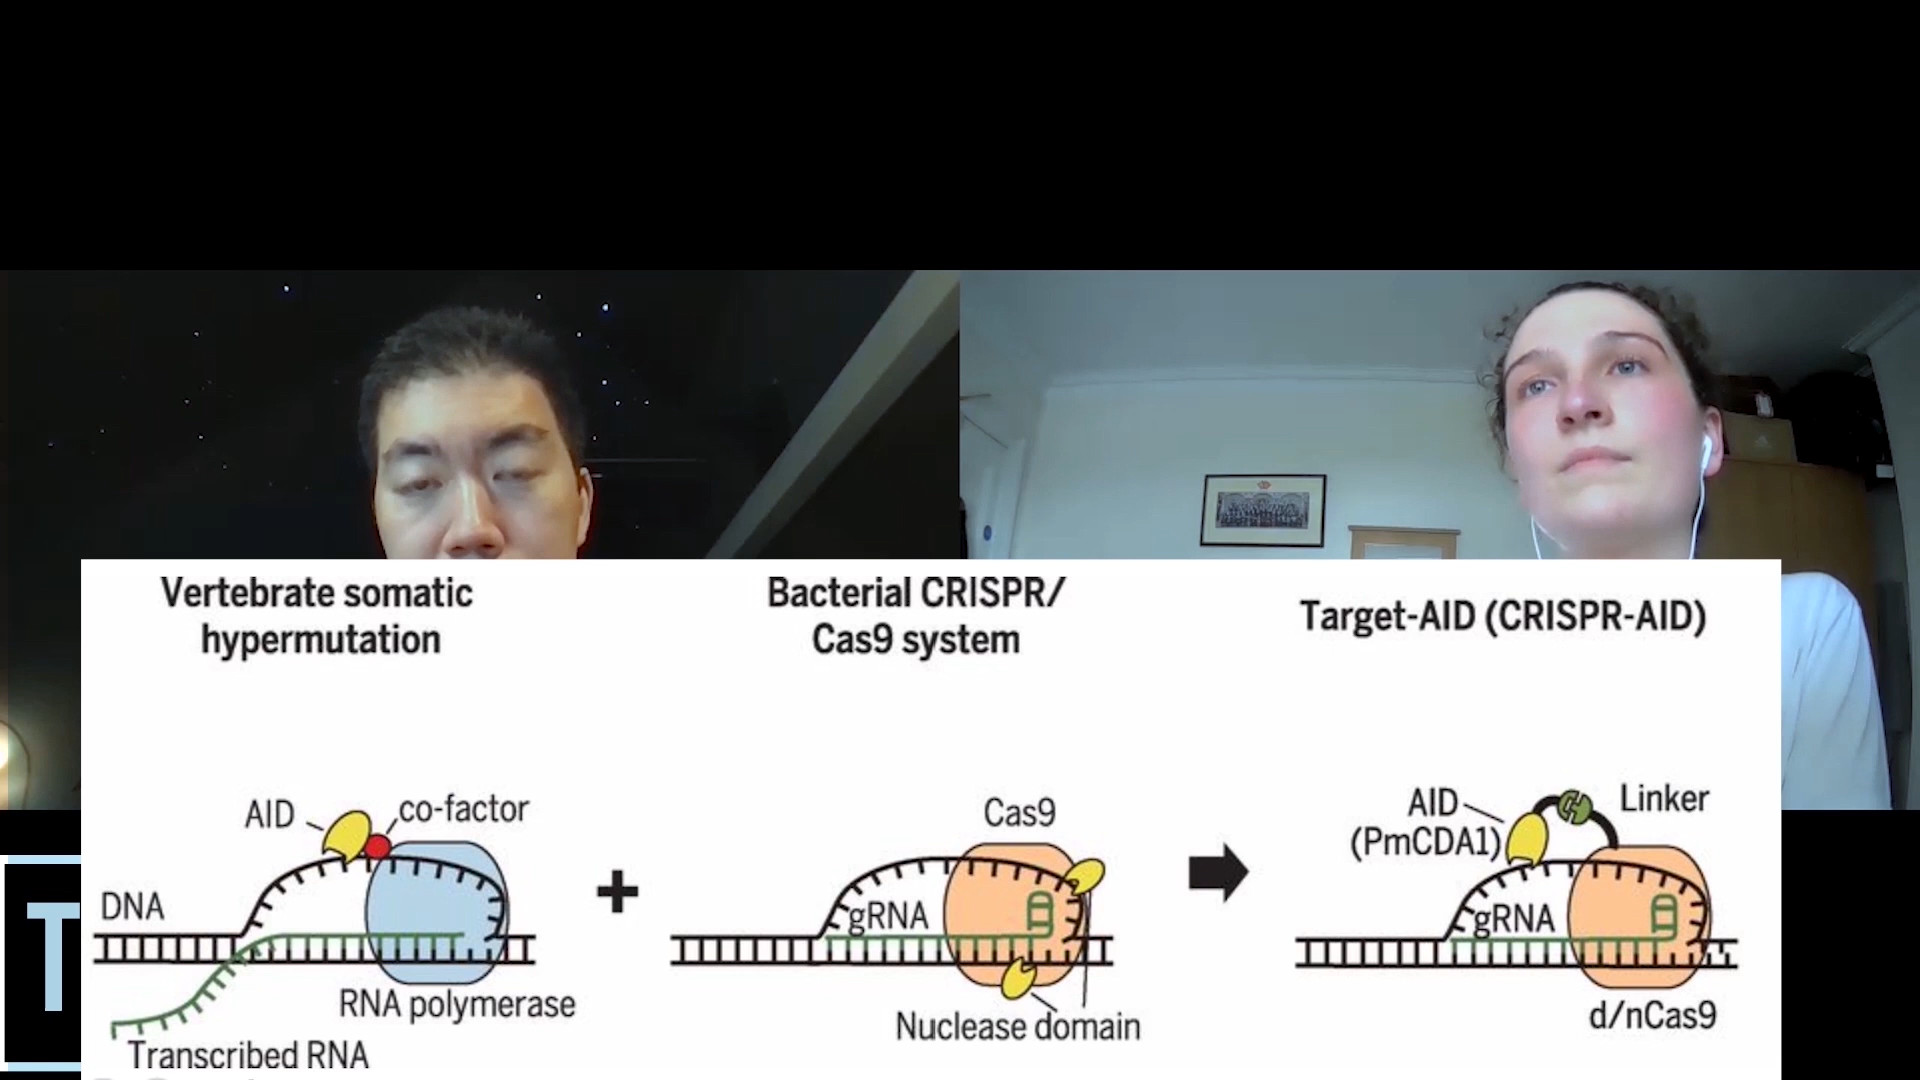 Vertebrate somatic
hypermutation
Bacterial CRISPR/
Cas9 system
Target-AID (CRISPR-AID)
AID
co-factor
DNA
RNA polymerase
Transcribed RNA
Cas9
gRNA
Nuclease domain
AID
(PmCDA1)
Linker
gRNA
d/nCas9
T